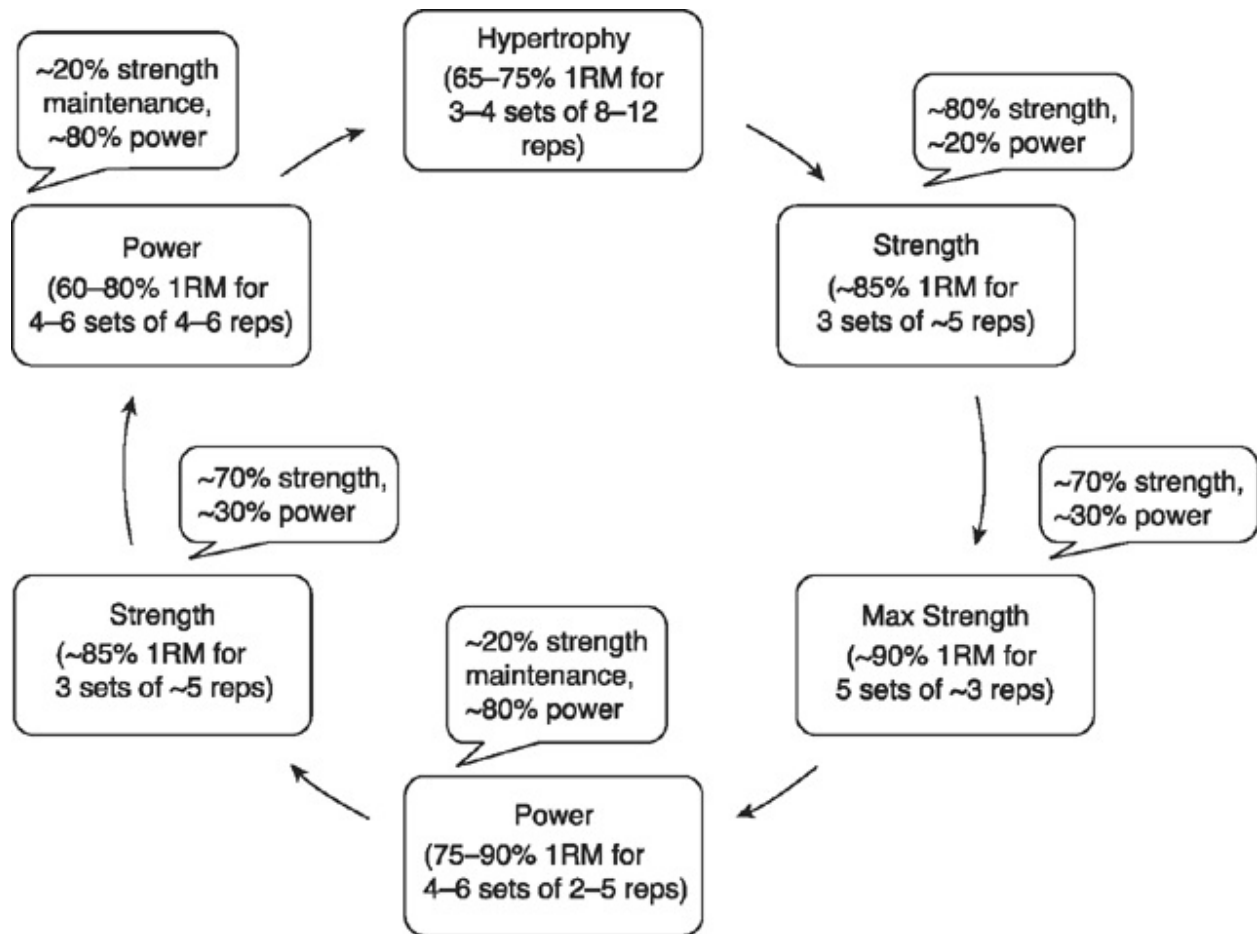 Hypertrophy
(65–75% 1RM for
3–4 sets of 8–12
reps)
~80% strength,
~20% power
Strength
(~85% 1RM for
3 sets of ~5 reps)
~70% strength,
~30% power
Max Strength
(~90% 1RM for
5 sets of ~3 reps)
~20% strength
maintenance,
~80% power
Power
(75–90% 1RM for
4–6 sets of 2–5 reps)
~70% strength,
~30% power
Strength
(~85% 1RM for
3 sets of ~5 reps)
~20% strength
maintenance,
~80% power
Power
(60–80% 1RM for
4–6 sets of 4–6 reps)